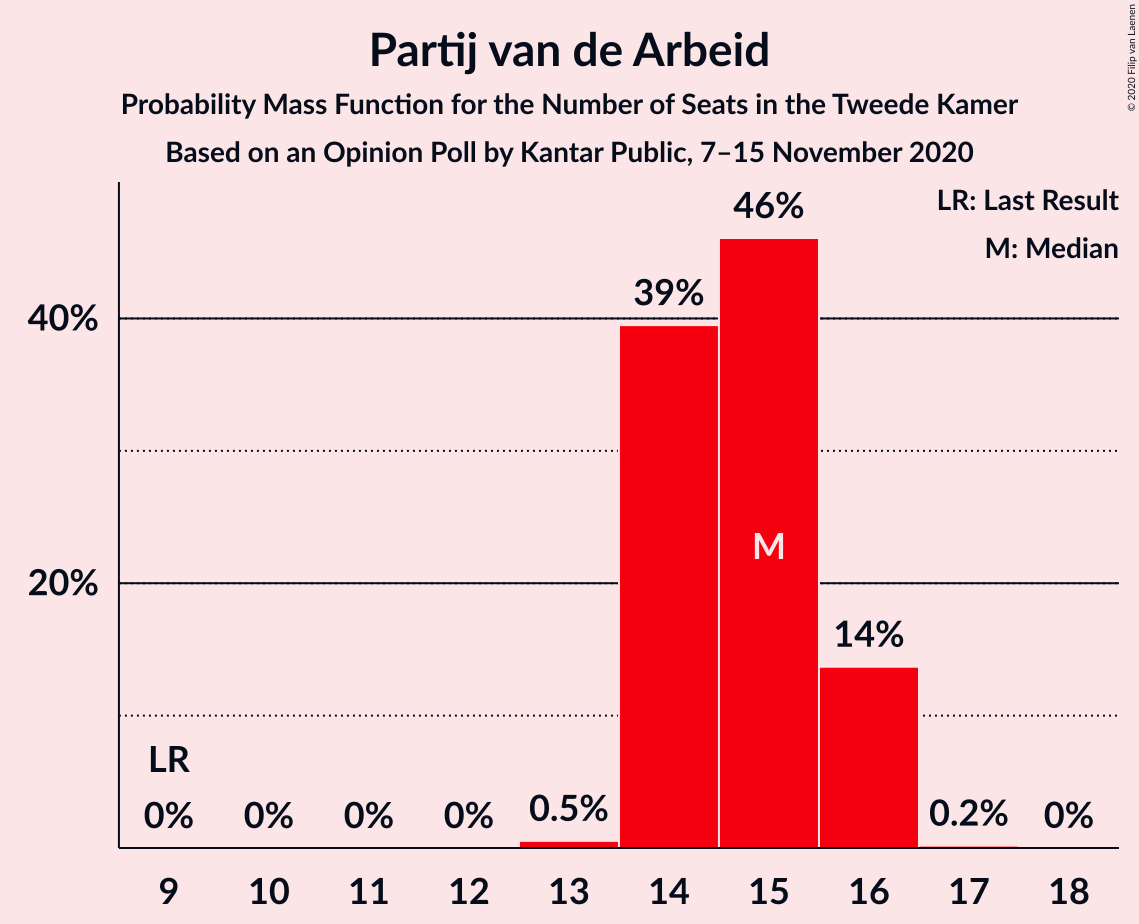 Partij van de Arbeid
Probability Mass Function for the Number of Seats in the Tweede Kamer
Based on an Opinion Poll by Kantar Public, 7–15 November 2020
© 2020 Filip van Laenen
LR: Last Result
M: Median
46%
39%
40%
M
20%
14%
LR
0%
0%
0%
0%
0.5%
0.2%
0%
9
10
11
12
13
14
15
16
17
18